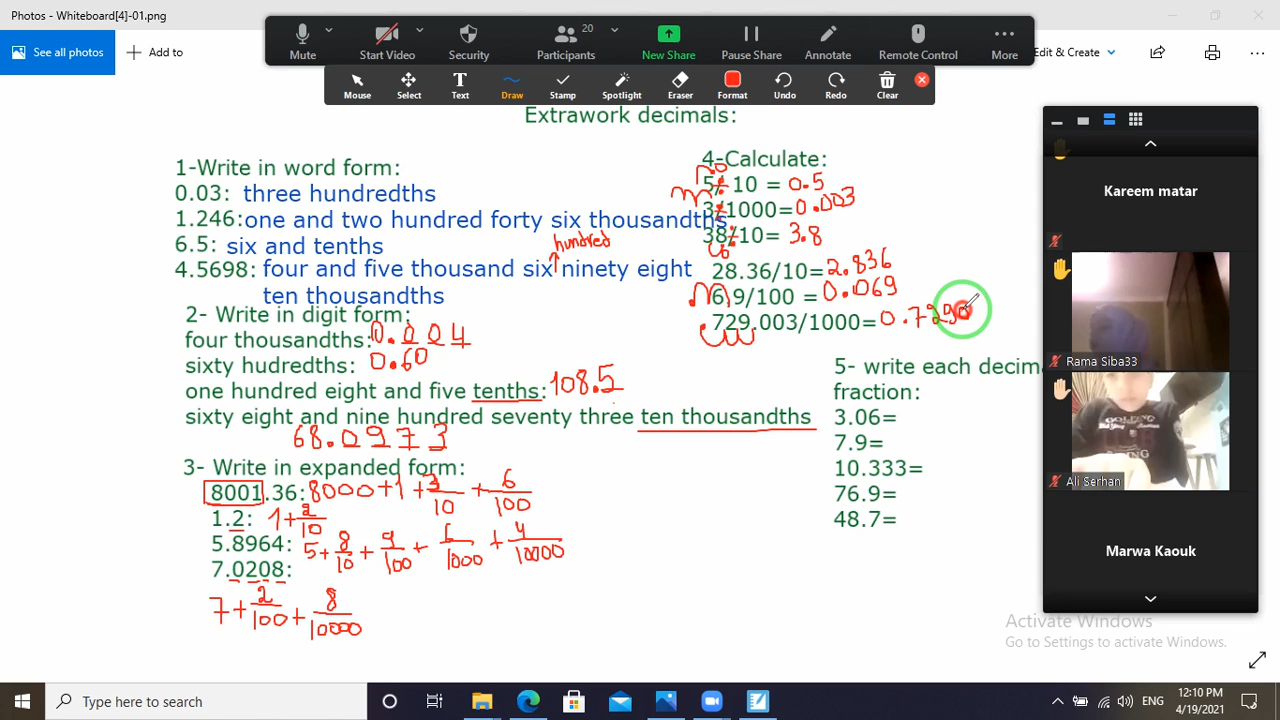 Photos - Whiteboard[4]-01.png
See all photos
Add to
Edit & Create
Mute
Start Video
Security
Participants
20
New Share
Pause Share
Annotate
Remote Control
More
Mouse
Select
Text
Draw
Stamp
Spotlight
Eraser
Format
Undo
Redo
Clear
Extrawork decimals:
1-Write in word form:
0.03: three hundredths
1.246: one and two hundred forty six thousandths
6.5: six and tenths
hundred
4.5698: four and five thousand six ninety eight
ten thousandths
2- Write in digit form:
four thousandths: 0.004
sixty hudredths: 0.60
one hundred eight and five tenths: 108.5
sixty eight and nine hundred seventy three ten thousandths
68.0973
3- Write in expanded form:
8001.36: 8000+1+3/10+6/100
1.2: 1+2/10
5.8964: 5+8/10+9/100+6/1000+4/10000
7.0208:
7+2/100+8/10000
4-Calculate:
5/10 = 0.5
3/1000= 0.003
38/10= 3.8
28.36/10= 2.836
6.9/100 = 0.069
729.003/1000= 0.729
5- write each decima
fraction:
3.06=
7.9=
10.333=
76.9=
48.7=
Kareem matar
Rama Siba33
Ali Serhan
Marwa Kaouk
Activate Windows
Go to Settings to activate Windows.
Type here to search
ENG
12:10 PM
4/19/2021